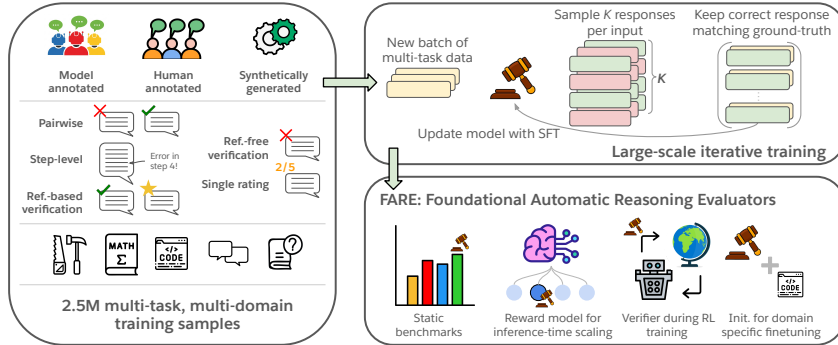 Model
annotated
Human
annotated
Synthetically
generated
Pairwise
Step-level
Error in
step 4!
Ref.-based
verification
Ref.-free
verification
2/5
Single rating
MATH
Σ
</>
CODE
2.5M multi-task, multi-domain
training samples
New batch of
multi-task data
Sample K responses
per input
K
Keep correct response
matching ground-truth
Update model with SFT
Large-scale iterative training
FARE: Foundational Automatic Reasoning Evaluators
Static
benchmarks
Reward model for
inference-time scaling
Verifier during RL
training
</>
CODE
Init. for domain
specific finetuning